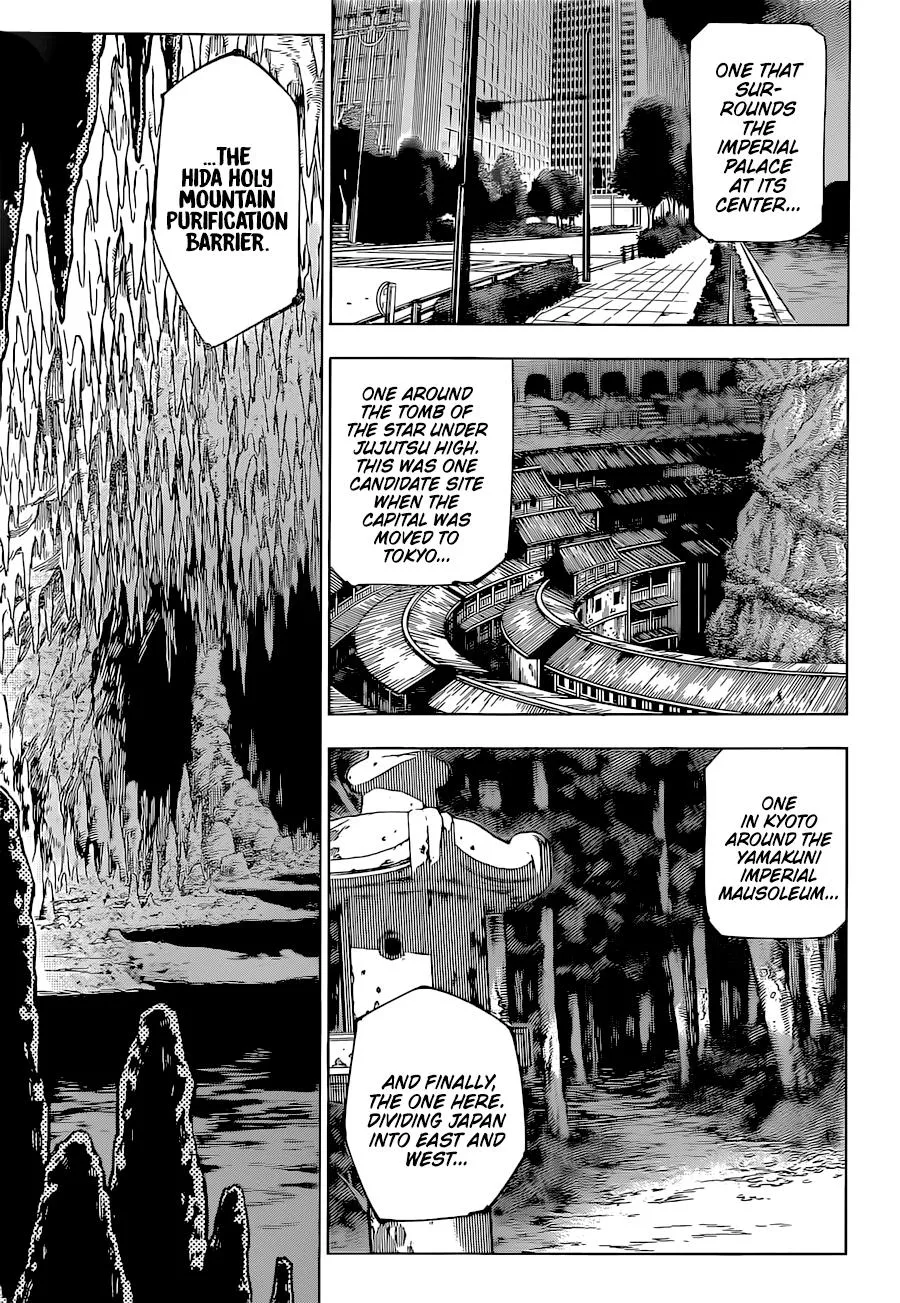 ONE THAT
SUR-
ROUNDS
THE
IMPERIAL
PALACE
AT ITS
CENTER...
ONE AROUND
THE TOMB OF
THE STAR UNDER
JUJUTSU HIGH.
THIS WAS ONE
CANDIDATE SITE
WHEN THE
CAPITAL WAS
MOVED TO
TOKYO...
ONE
IN KYOTO
AROUND THE
YAMAKUNI
IMPERIAL
MAUSOLEUM...
AND FINALLY,
THE ONE HERE.
DIVIDING JAPAN
INTO EAST AND
WEST...
...THE
HIDA HOLY
MOUNTAIN
PURIFICATION
BARRIER.